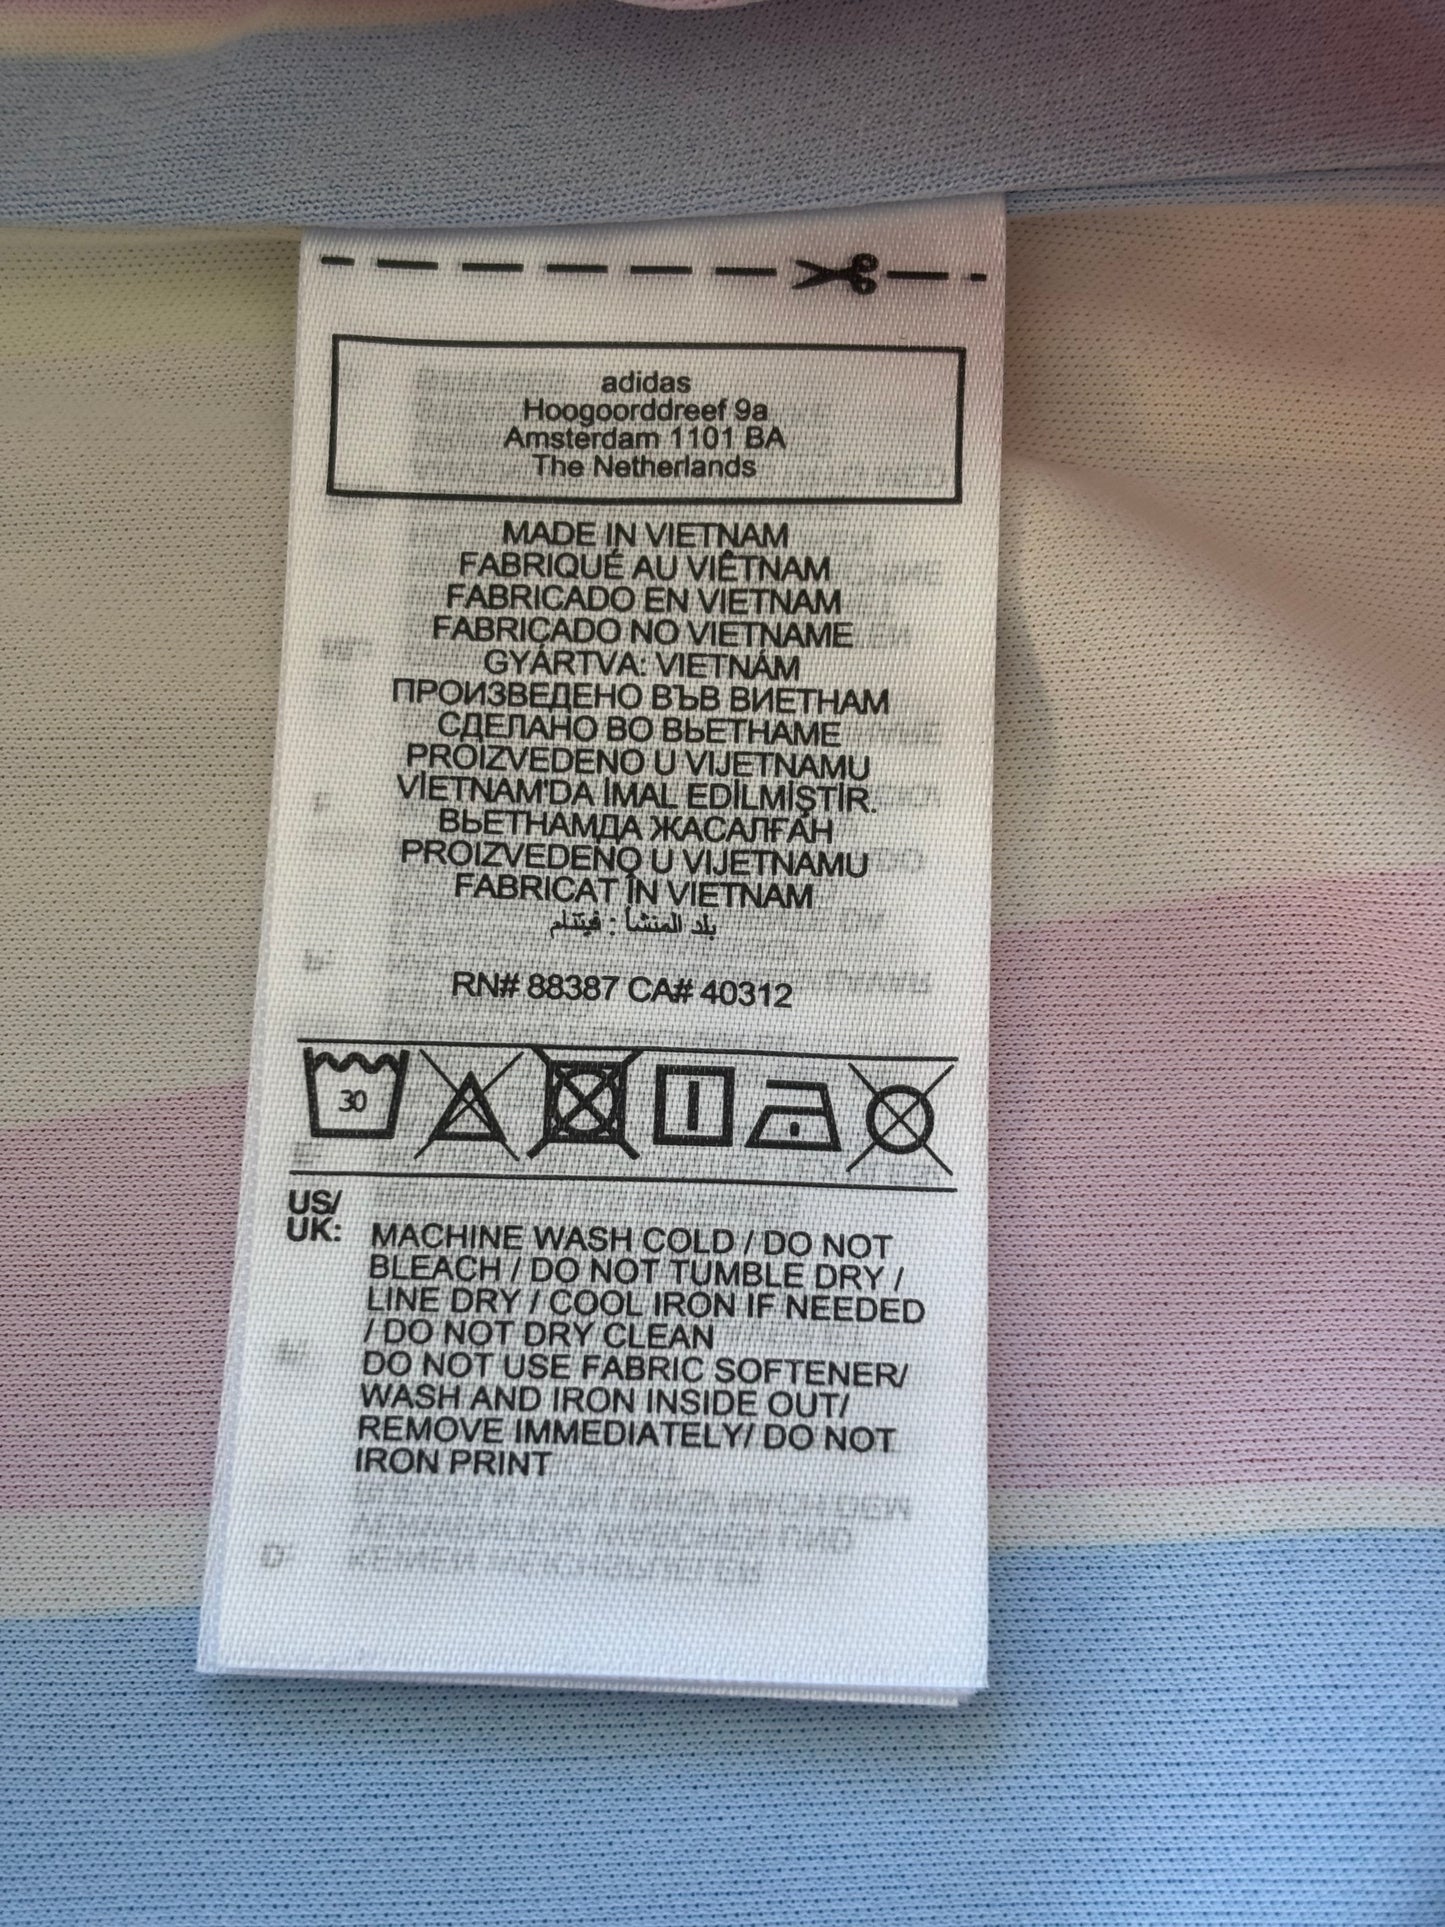 adidas
Hoogoorddreef 9a
Amsterdam 1101 BA
The Netherlands
MADE IN VIETNAM
FABRIQUÉ AU VIÊTNAM
FABRICADO EN VIETNAM
FABRICADO NO VIETNAME
GYÁRTVA: VIETNÁM
ПРОИЗВЕДЕНО ВЪВ ВИЕТНАМ
СДЕЛАНО ВО ВЬЕТНАМЕ
PROIZVEDENO U VIJETNAMU
VİETNAM'DA İMAL EDİLMİŞTİR.
ВЬЕТНАМДА ЖАСАЛҒАН
PROIZVEDENO U VIJETNAMU
FABRICAT ÎN VIETNAM
بلد المنشأ : فيتنام
RN# 88387 CA# 40312
30
US/
UK: MACHINE WASH COLD / DO NOT
BLEACH / DO NOT TUMBLE DRY /
LINE DRY / COOL IRON IF NEEDED
/ DO NOT DRY CLEAN
DO NOT USE FABRIC SOFTENER/
WASH AND IRON INSIDE OUT/
REMOVE IMMEDIATELY/ DO NOT
IRON PRINT